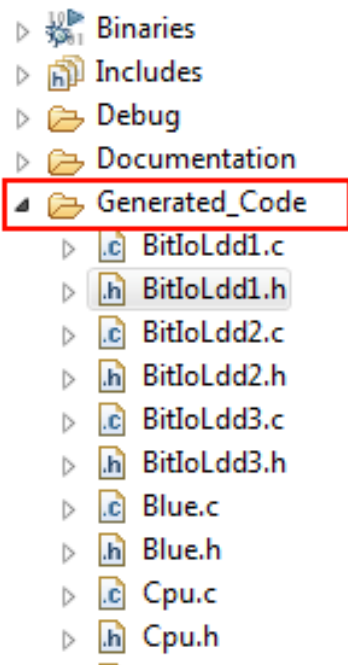 Binaries
Includes
Debug
Documentation
Generated_Code
.c BitIoLdd1.c
.h BitIoLdd1.h
.c BitIoLdd2.c
.h BitIoLdd2.h
.c BitIoLdd3.c
.h BitIoLdd3.h
.c Blue.c
.h Blue.h
.c Cpu.c
.h Cpu.h